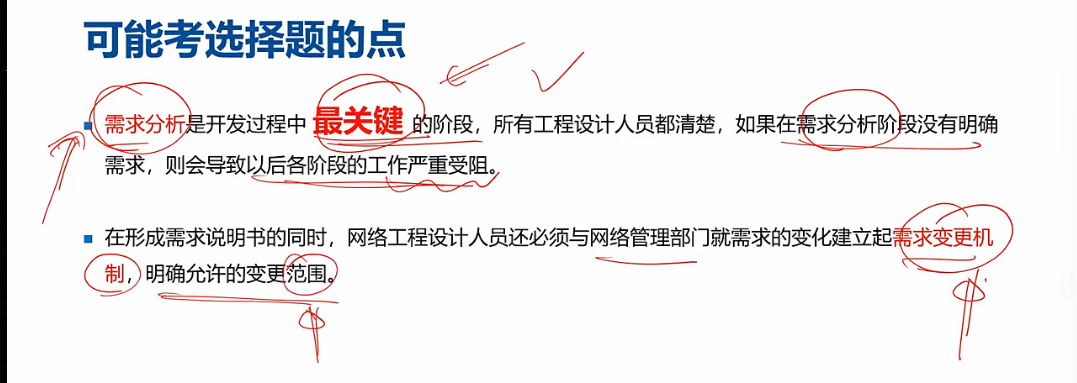 可能考选择题的点
需求分析是开发过程中 最关键 的阶段，所有工程设计人员都清楚，如果在需求分析阶段没有明确
需求，则会导致以后各阶段的工作严重受阻。
在形成需求说明书的同时，网络工程设计人员还必须与网络管理部门就需求的变化建立起需求变更机
制，明确允许的变更范围。